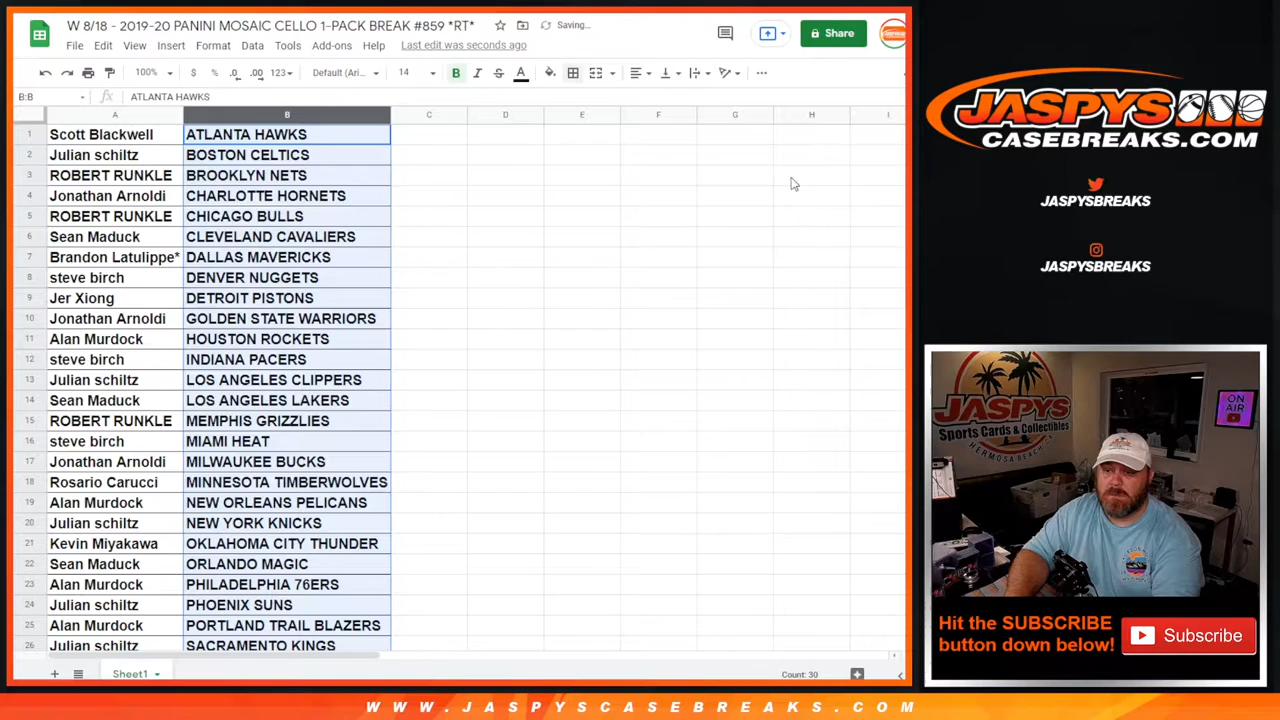 W 8/18 - 2019-20 PANINI MOSAIC CELLO 1-PACK BREAK #859 *RT*
Saving...
Share
File Edit View Insert Format Data Tools Add-ons Help Last edit was seconds ago
100% $ % .0 .00 123 Default (Ari... 14 B I S A
B:B fx ATLANTA HAWKS
A B C D E F G H I
1 Scott Blackwell ATLANTA HAWKS
2 Julian schiltz BOSTON CELTICS
3 ROBERT RUNKLE BROOKLYN NETS
4 Jonathan Arnoldi CHARLOTTE HORNETS
5 ROBERT RUNKLE CHICAGO BULLS
6 Sean Maduck CLEVELAND CAVALIERS
7 Brandon Latulippe* DALLAS MAVERICKS
8 steve birch DENVER NUGGETS
9 Jer Xiong DETROIT PISTONS
10 Jonathan Arnoldi GOLDEN STATE WARRIORS
11 Alan Murdock HOUSTON ROCKETS
12 steve birch INDIANA PACERS
13 Julian schiltz LOS ANGELES CLIPPERS
14 Sean Maduck LOS ANGELES LAKERS
15 ROBERT RUNKLE MEMPHIS GRIZZLIES
16 steve birch MIAMI HEAT
17 Jonathan Arnoldi MILWAUKEE BUCKS
18 Rosario Carucci MINNESOTA TIMBERWOLVES
19 Alan Murdock NEW ORLEANS PELICANS
20 Julian schiltz NEW YORK KNICKS
21 Kevin Miyakawa OKLAHOMA CITY THUNDER
22 Sean Maduck ORLANDO MAGIC
23 Alan Murdock PHILADELPHIA 76ERS
24 Julian schiltz PHOENIX SUNS
25 Alan Murdock PORTLAND TRAIL BLAZERS
26 Julian schiltz SACRAMENTO KINGS
Sheet1
Count: 30
JASPYS
CASEBREAKS.COM
JASPYSBREAKS
JASPYSBREAKS
JASPYS
Sports Cards & Collectibles
HERMOSA BEACH
ON
AIR
Hit the SUBSCRIBE
button down below!
Subscribe
WWW.JASPYSCASEBREAKS.COM